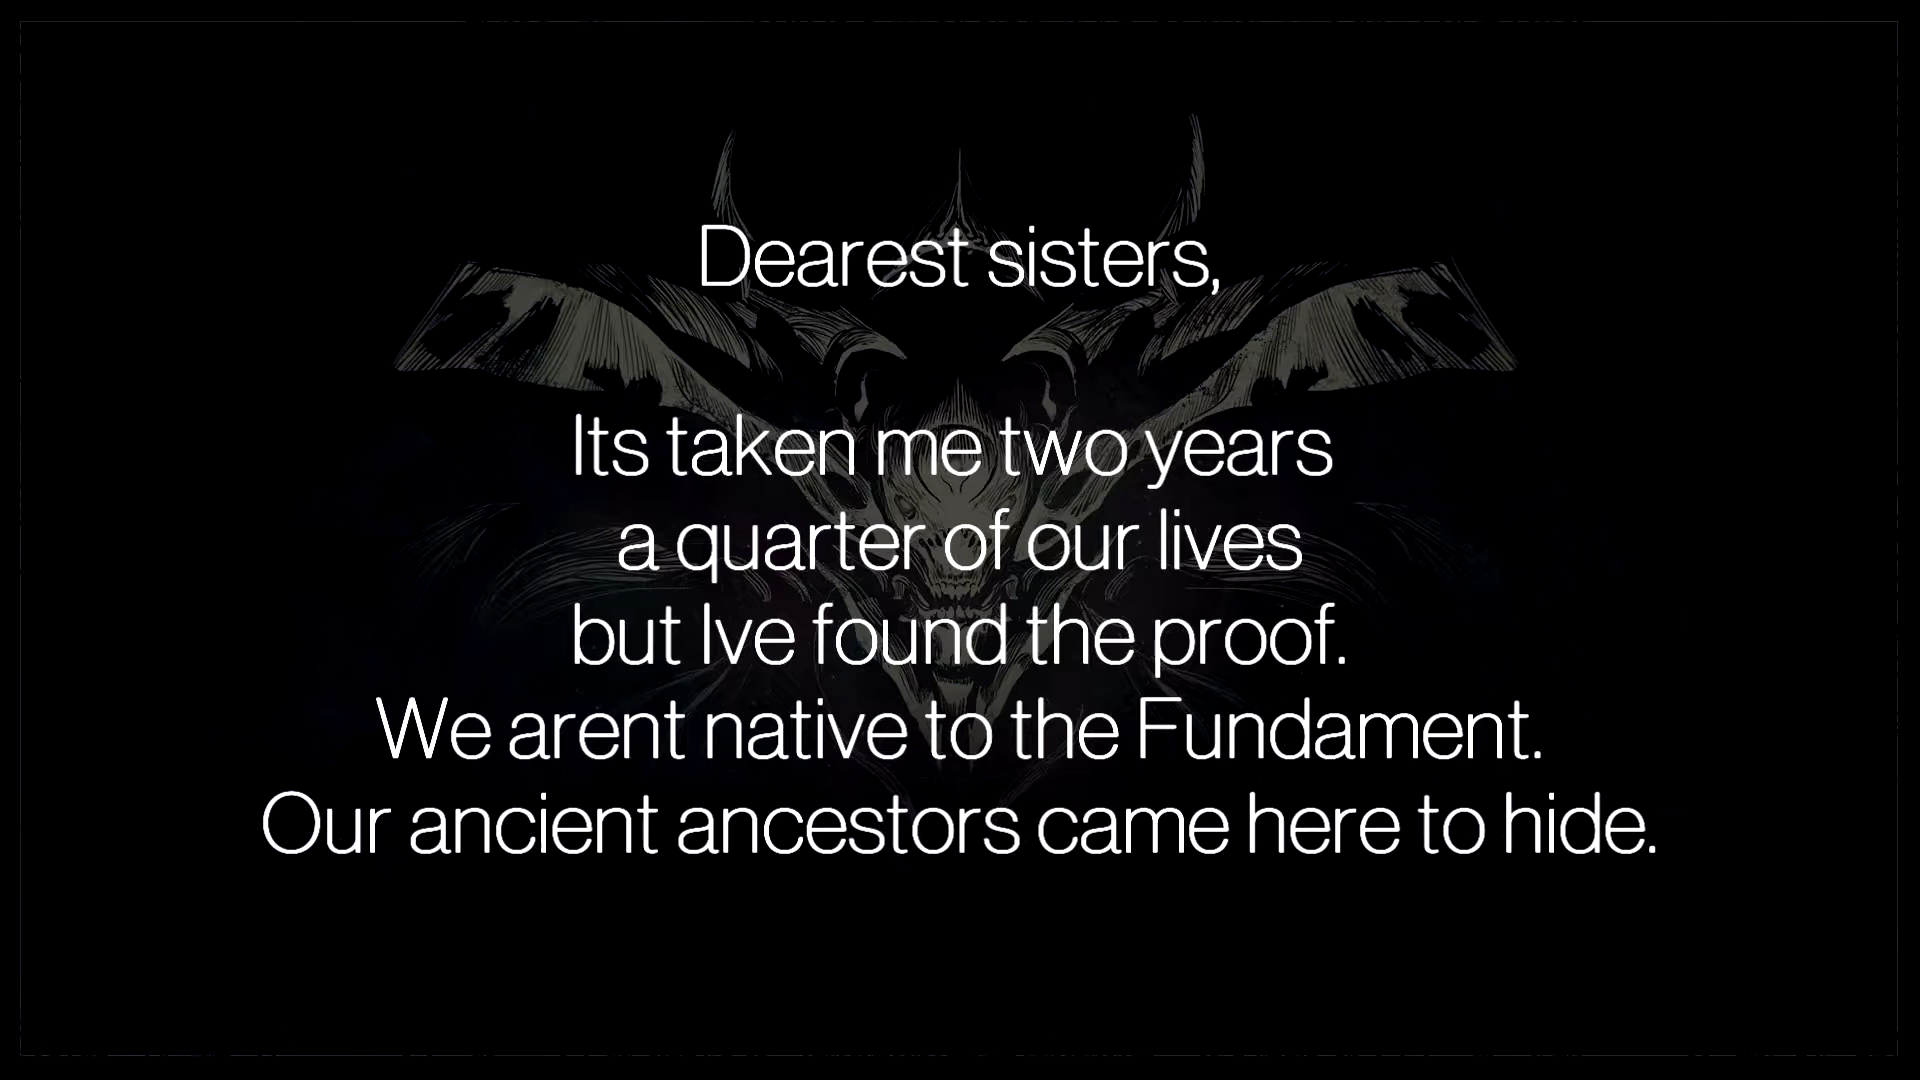 Dearest sisters,
Its taken me two years
a quarter of our lives
but Ive found the proof.
We arent native to the Fundament.
Our ancient ancestors came here to hide.